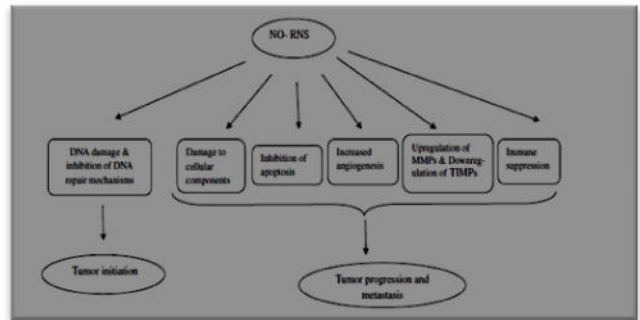 NO- RNS
DNA damage &
inhibition of DNA
repair mechanisms
Damage to
cellular
components
Inhibition of
apoptosis
Increased
angiogenesis
Upregulation of
MMPs & Downreg-
ulation of TIMPs
Immune
suppression
Tumor initiation
Tumor progression and
metastasis